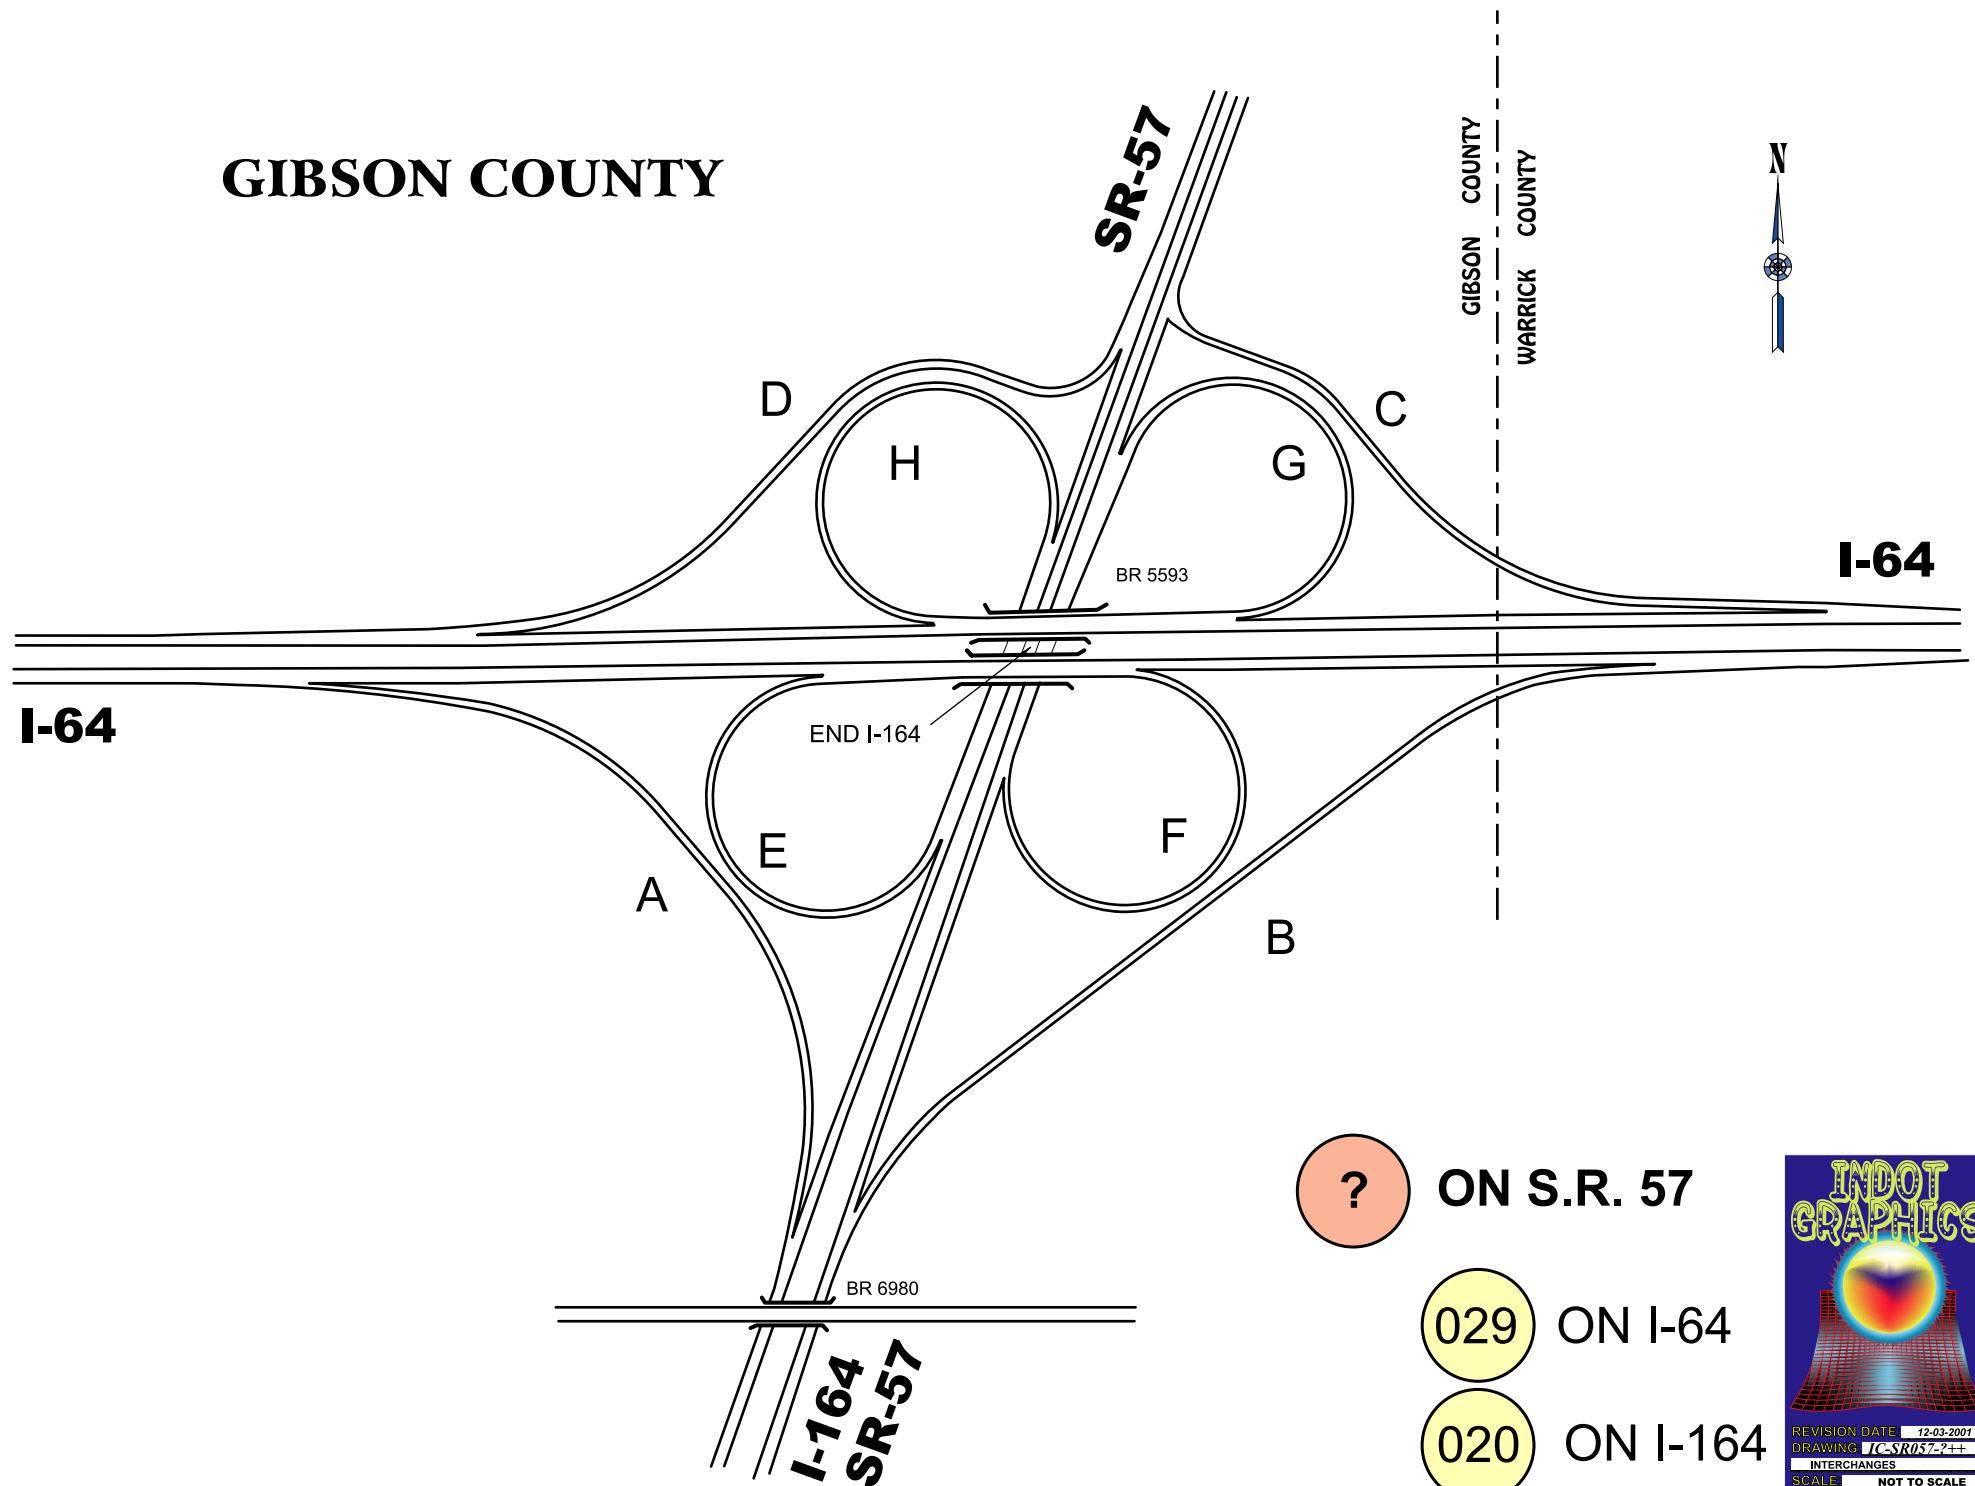 GIBSON COUNTY
SR-57
GIBSON COUNTY
WARRICK COUNTY
N
D
C
H
G
BR 5593
I-64
I-64
END I-164
E
F
A
B
? ON S.R. 57
BR 6980
029 ON I-64
020 ON I-164
I-164
SR-57
INDOT
GRAPHICS
REVISION DATE: 12-03-2001
DRAWING: IC-SR057-?++
INTERCHANGES
SCALE: NOT TO SCALE